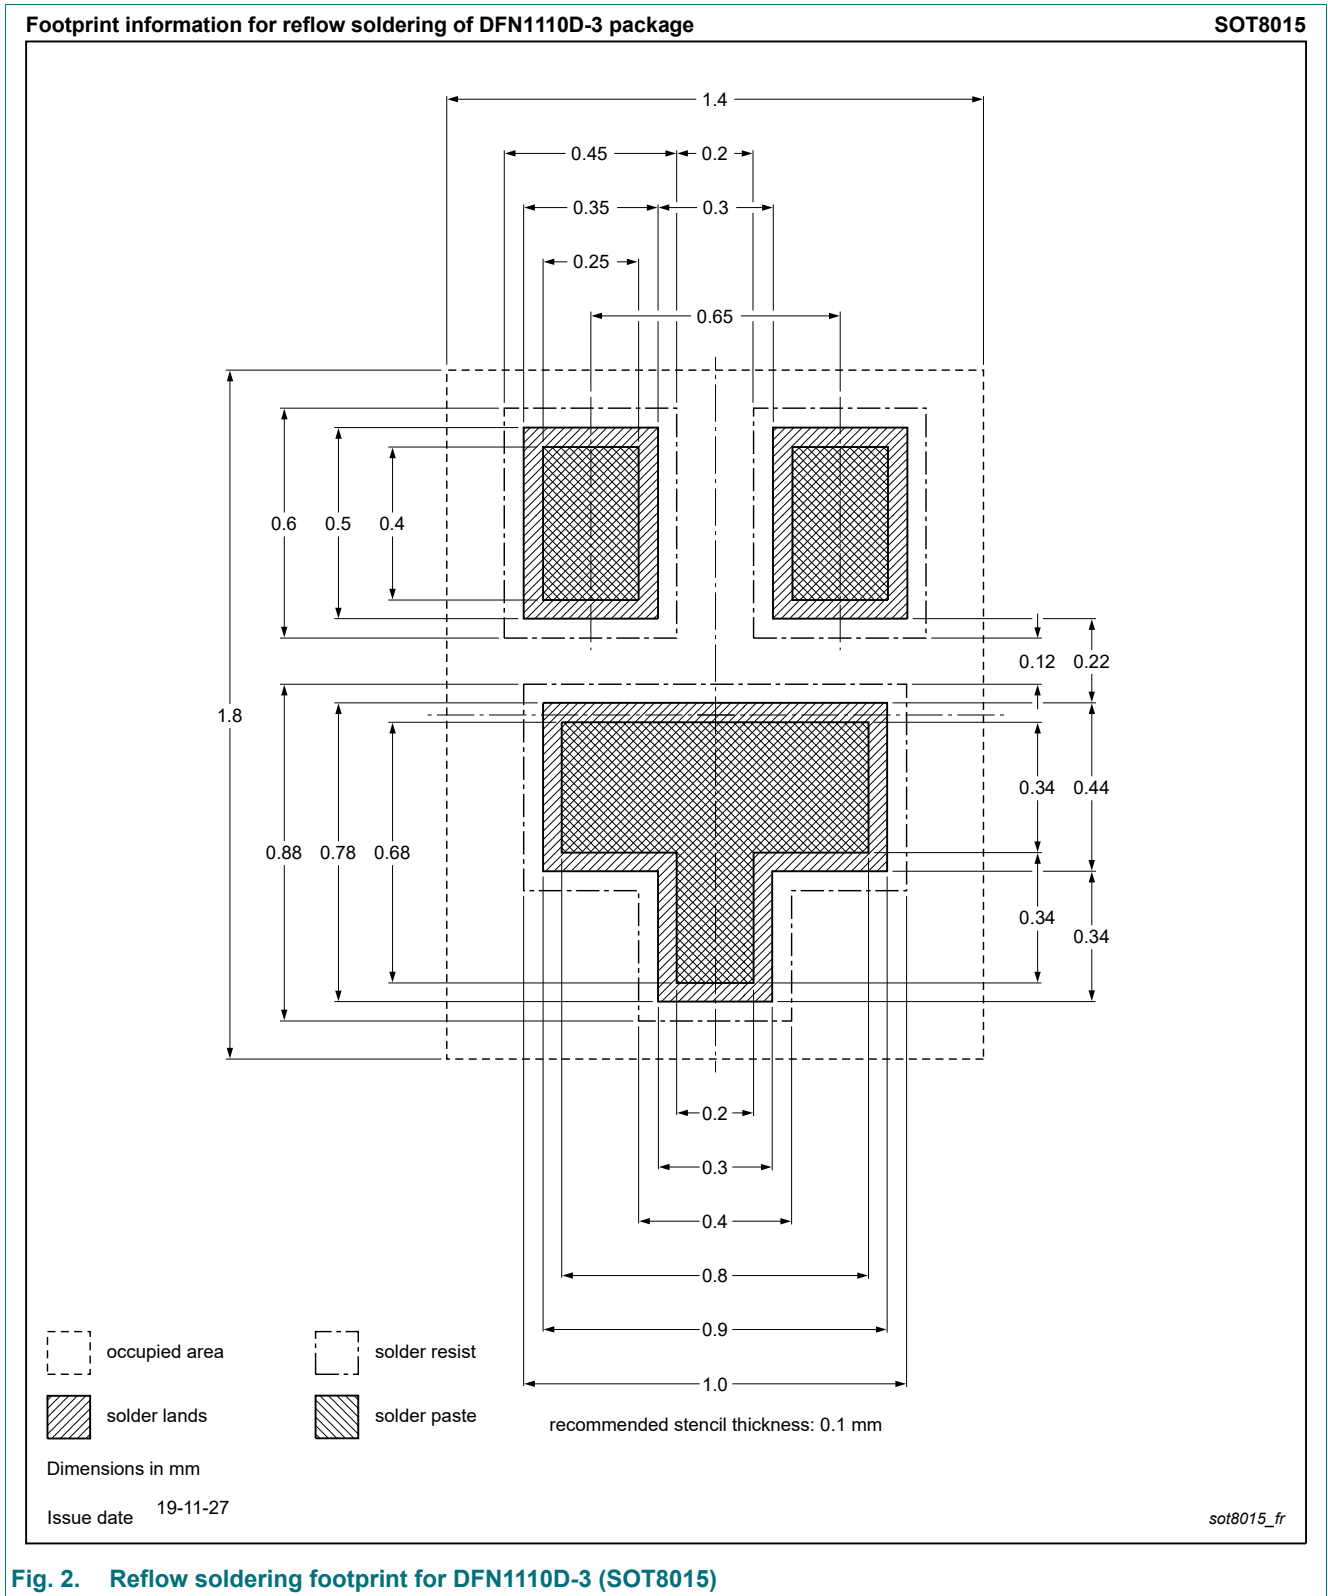 Footprint information for reflow soldering of DFN1110D-3 package SOT8015
1.4
0.45 0.2
0.35 0.3
0.25
0.65
0.6 0.5 0.4
0.12 0.22
1.8
0.34 0.44
0.88 0.78 0.68
0.34
0.34
0.2
0.3
0.4
0.8
0.9
1.0
occupied area solder resist
solder lands solder paste
recommended stencil thickness: 0.1 mm
Dimensions in mm
Issue date 19-11-27
sot8015_fr
Fig. 2. Reflow soldering footprint for DFN1110D-3 (SOT8015)